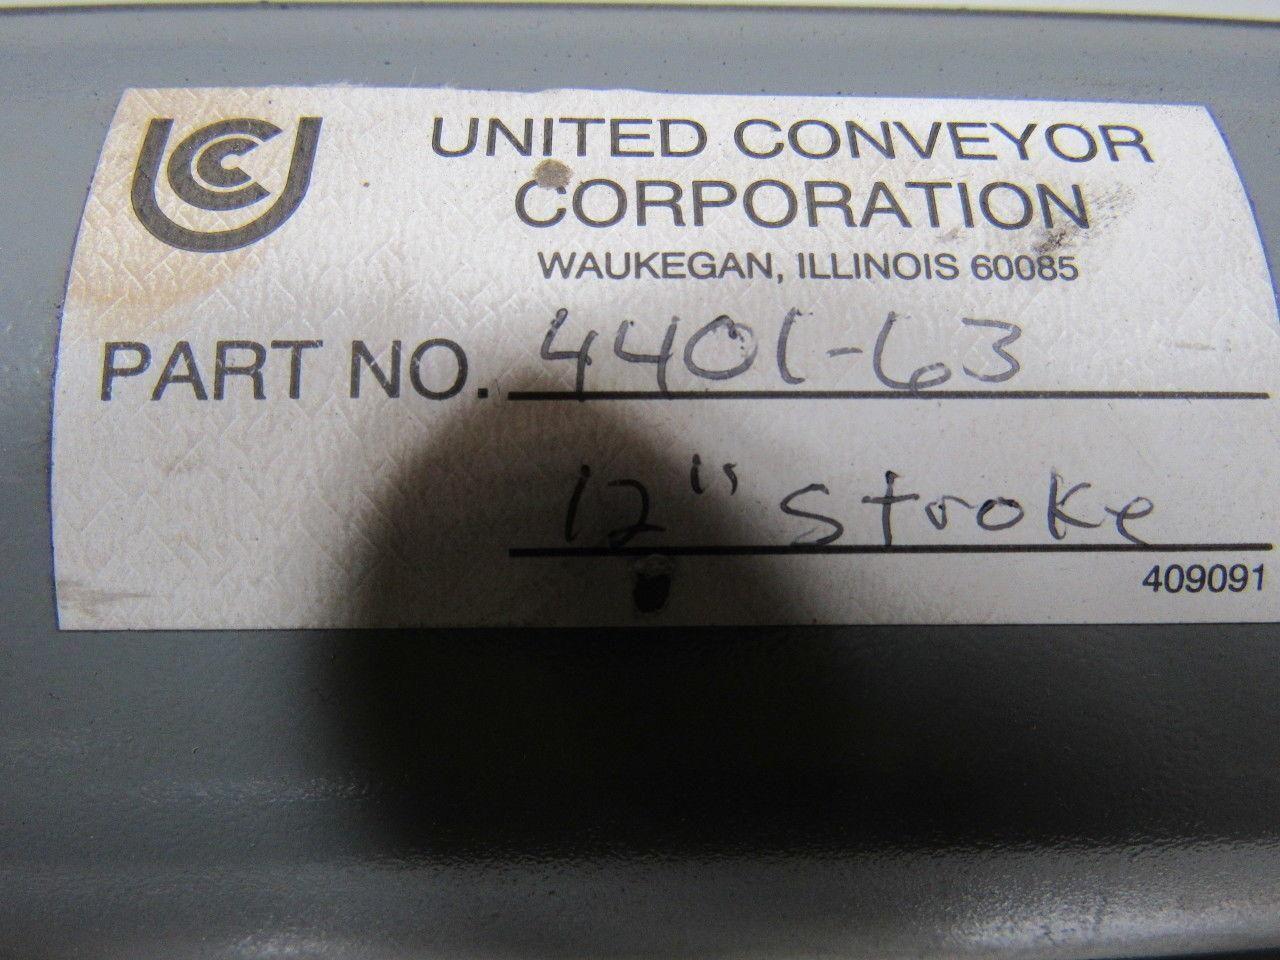 UCC
UNITED CONVEYOR
CORPORATION
WAUKEGAN, ILLINOIS 60085
PART NO. 4401-63
12" stroke
409091